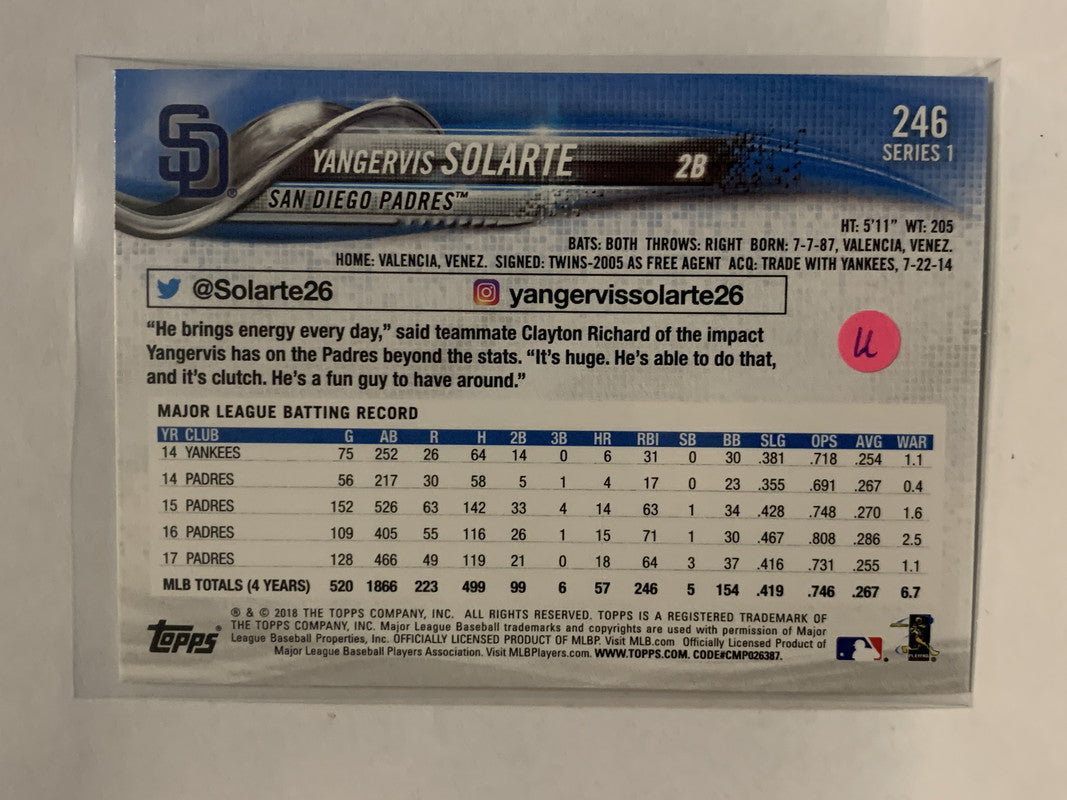 SD®
246
SERIES 1
YANGERVIS SOLARTE 2B
SAN DIEGO PADRES™
HT: 5'11" WT: 205
BATS: BOTH THROWS: RIGHT BORN: 7-7-87, VALENCIA, VENEZ.
HOME: VALENCIA, VENEZ. SIGNED: TWINS-2005 AS FREE AGENT ACQ: TRADE WITH YANKEES, 7-22-14
@Solarte26 yangervissolarte26
“He brings energy every day,” said teammate Clayton Richard of the impact
Yangervis has on the Padres beyond the stats. “It’s huge. He’s able to do that,
and it’s clutch. He’s a fun guy to have around.”
U
MAJOR LEAGUE BATTING RECORD
YR CLUB G AB R H 2B 3B HR RBI SB BB SLG OPS AVG WAR
14 YANKEES 75 252 26 64 14 0 6 31 0 30 .381 .718 .254 1.1
14 PADRES 56 217 30 58 5 1 4 17 0 23 .355 .691 .267 0.4
15 PADRES 152 526 63 142 33 4 14 63 1 34 .428 .748 .270 1.6
16 PADRES 109 405 55 116 26 1 15 71 1 30 .467 .808 .286 2.5
17 PADRES 128 466 49 119 21 0 18 64 3 37 .416 .731 .255 1.1
MLB TOTALS (4 YEARS) 520 1866 223 499 99 6 57 246 5 154 .419 .746 .267 6.7
® & © 2018 THE TOPPS COMPANY, INC. ALL RIGHTS RESERVED. TOPPS IS A REGISTERED TRADEMARK OF
THE TOPPS COMPANY, INC. Major League Baseball trademarks and copyrights are used with permission of Major
League Baseball Properties, Inc. OFFICIALLY LICENSED PRODUCT OF MLBP. Visit MLB.com Officially Licensed Product of
Major League Baseball Players Association. Visit MLBPlayers.com. WWW.TOPPS.COM. CODE#CMP026387.
Topps®